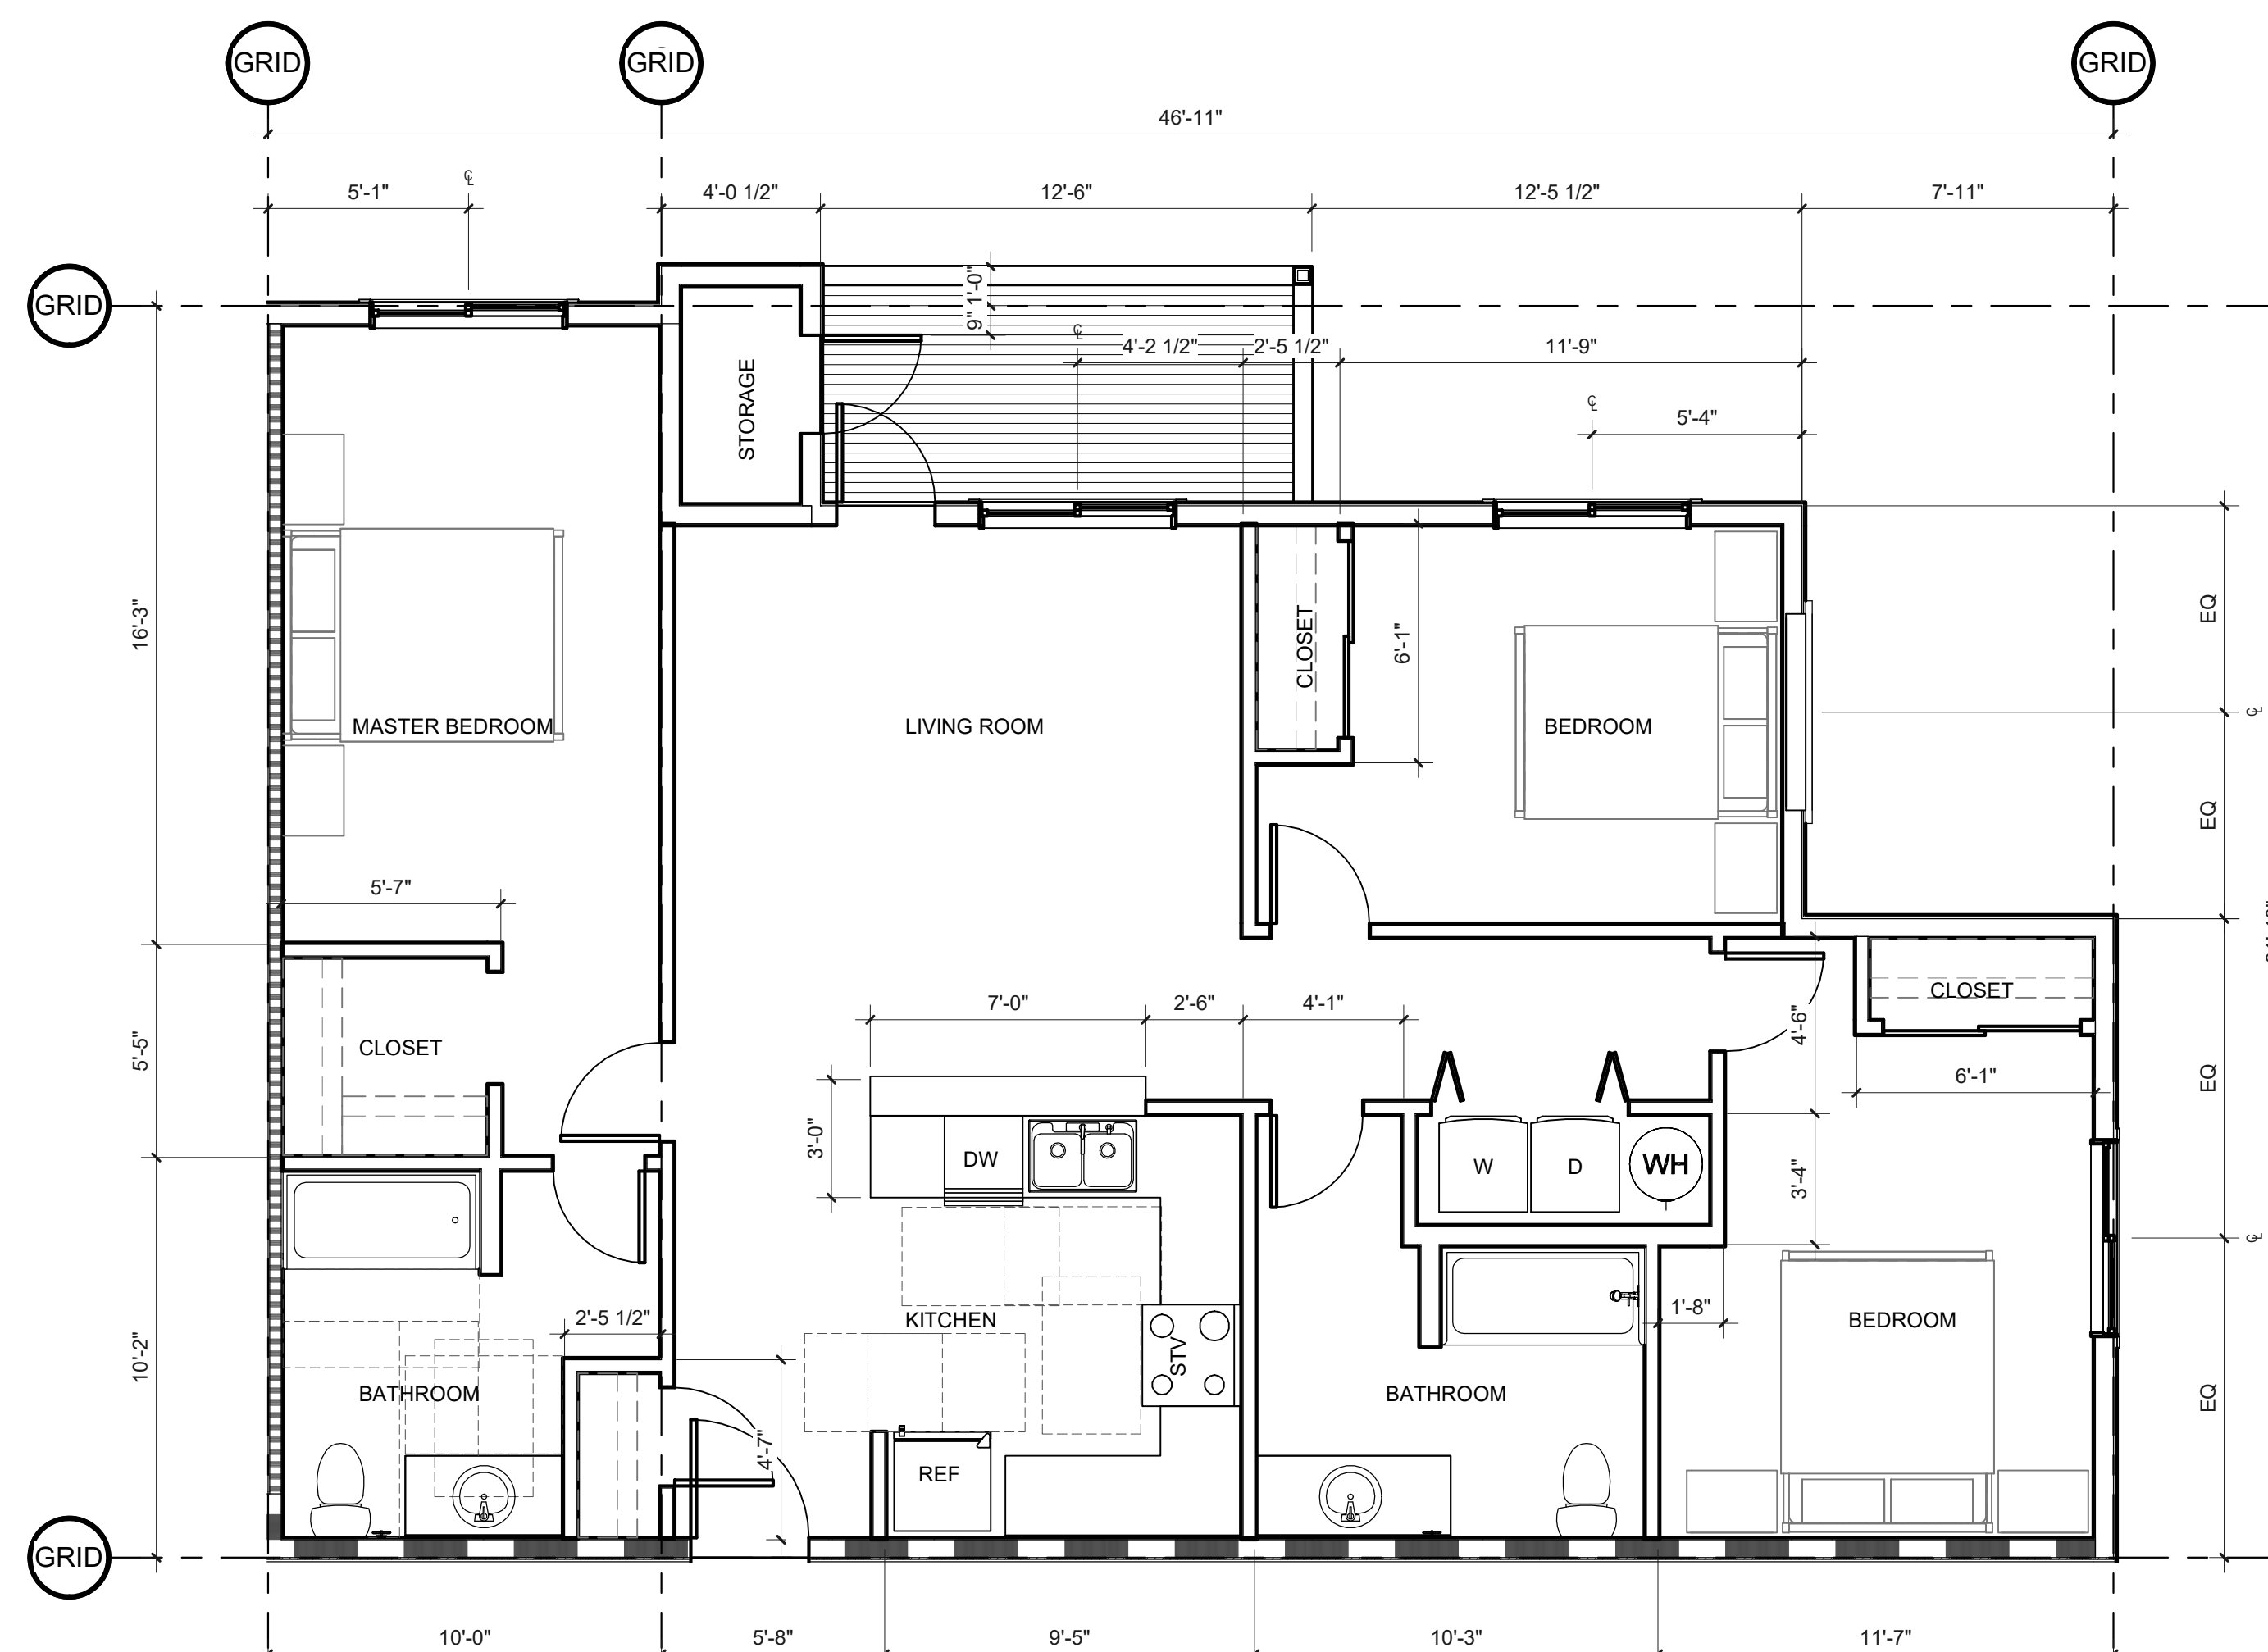 GRID
GRID
GRID
46'-11"
5'-1"
℄
4'-0 1/2"
12'-6"
12'-5 1/2"
7'-11"
GRID
1'-0"
9"
℄
4'-2 1/2"
2'-5 1/2"
11'-9"
STORAGE
℄
5'-4"
16'-3"
CLOSET
6'-1"
EQ
MASTER BEDROOM
LIVING ROOM
BEDROOM
℄
EQ
5'-7"
CLOSET
7'-0"
2'-6"
4'-1"
4'-6"
5'-5"
CLOSET
6'-1"
EQ
3'-0"
DW
W
D
WH
3'-4"
℄
2'-5 1/2"
KITCHEN
1'-8"
BEDROOM
10'-2"
STV
BATHROOM
BATHROOM
EQ
4'-7"
REF
GRID
10'-0"
5'-8"
9'-5"
10'-3"
11'-7"